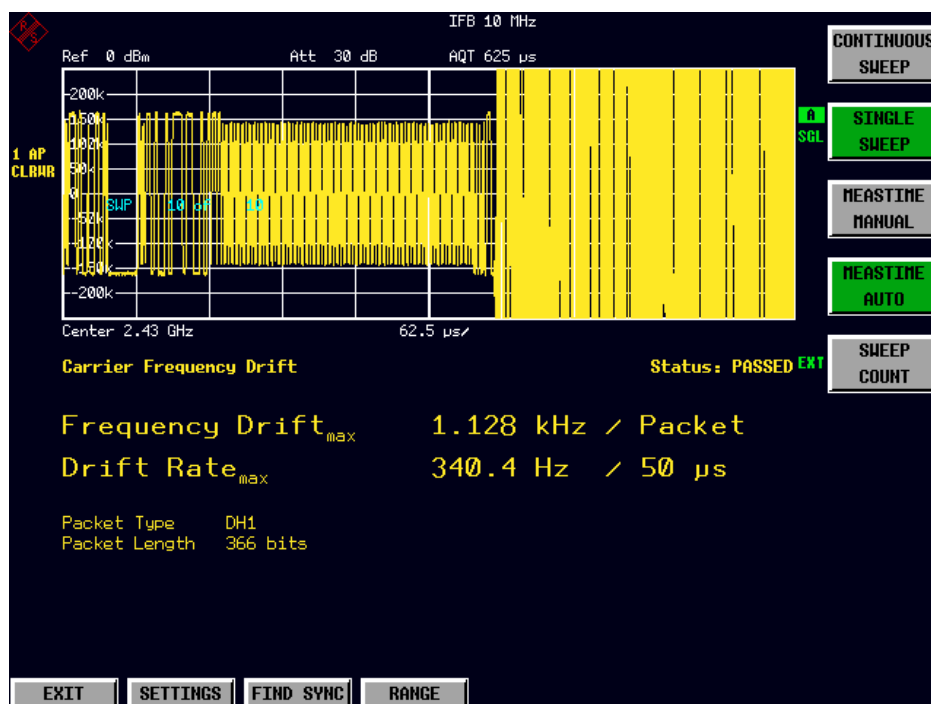 IFB 10 MHz
Ref 0 dBm Att 30 dB AQT 625 µs
200k
150k
100k
50k
0
SWP 10 of 10
-50k
-100k
-150k
-200k
1 AP
CLRWR
A
SGL
Center 2.43 GHz 62.5 µs/
Carrier Frequency Drift Status: PASSED EXT
Frequency Drift max 1.128 kHz / Packet
Drift Rate max 340.4 Hz / 50 µs
Packet Type DH1
Packet Length 366 bits
CONTINUOUS
SWEEP
SINGLE
SWEEP
MEASTIME
MANUAL
MEASTIME
AUTO
SWEEP
COUNT
EXIT SETTINGS FIND SYNC RANGE